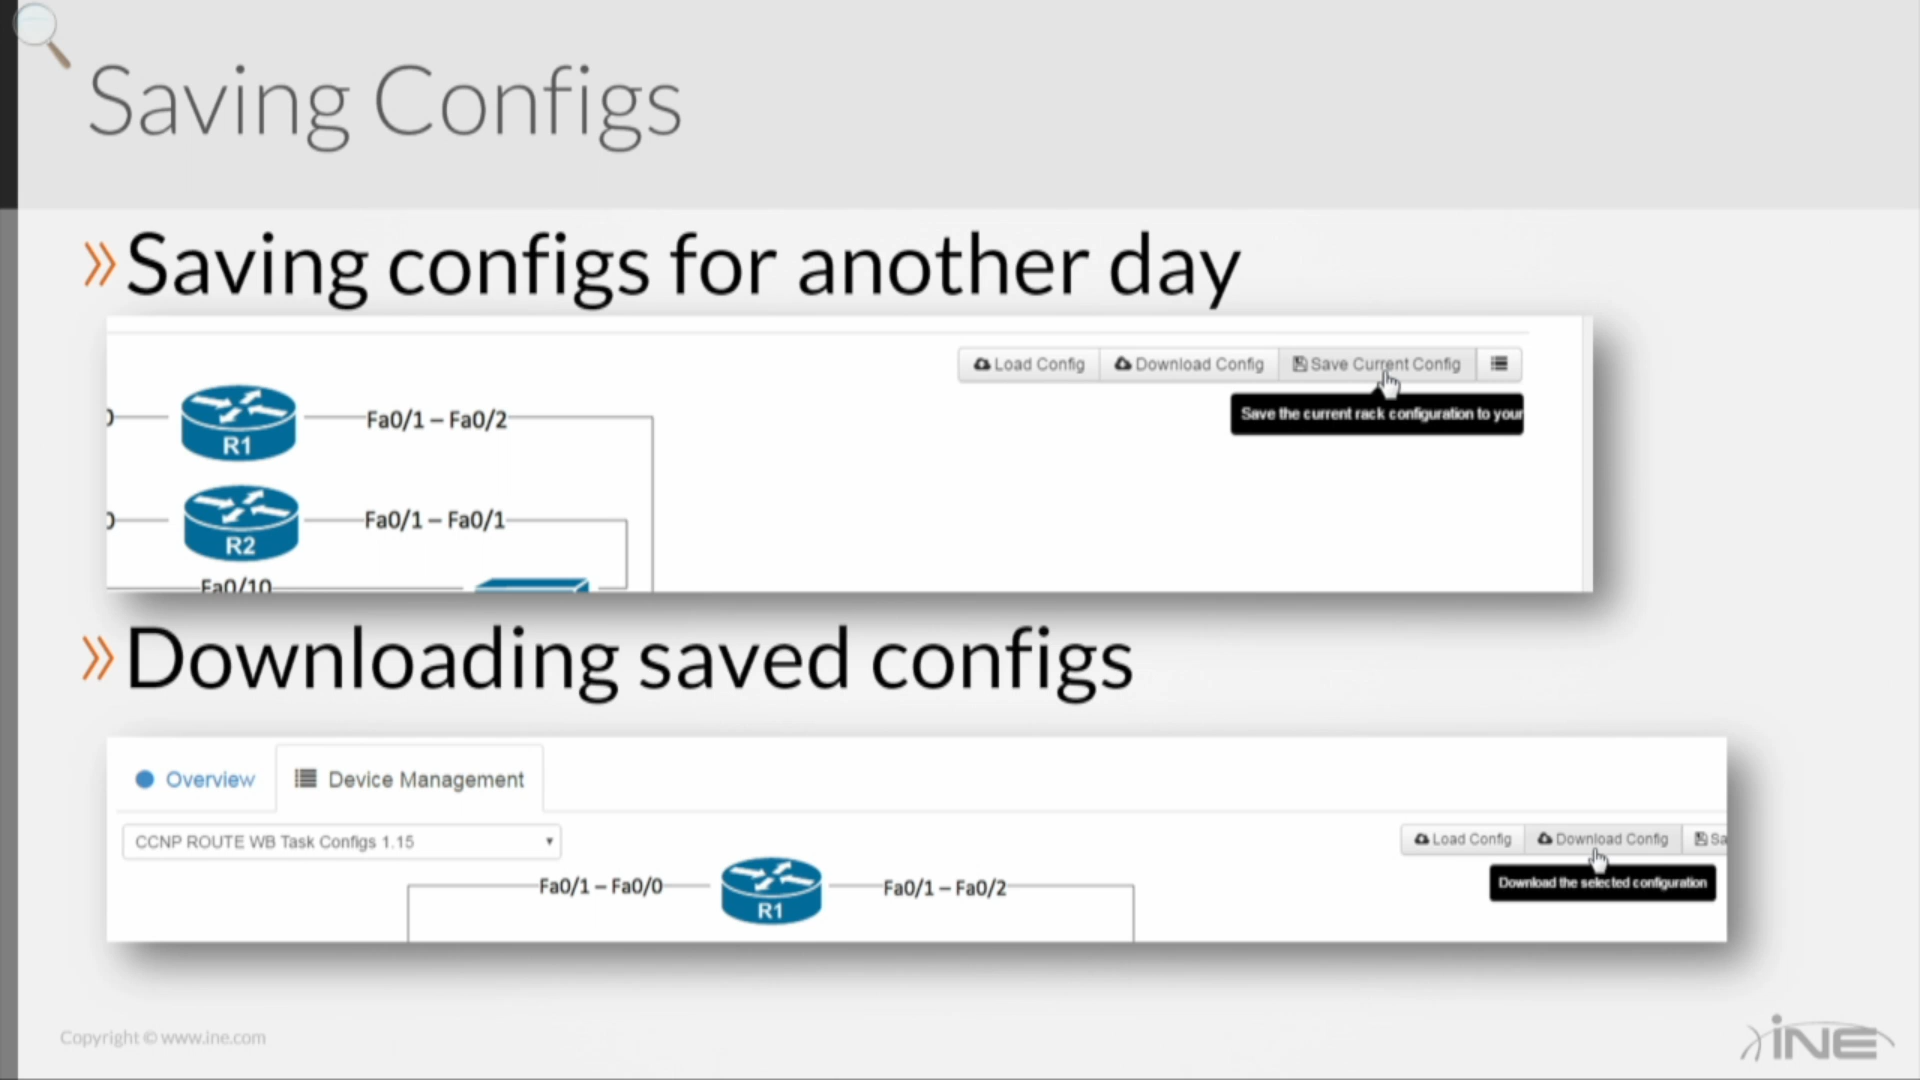 Saving Configs
» Saving configs for another day
Load Config Download Config Save Current Config
Save the current rack configuration to your
R1 Fa0/1 – Fa0/2
R2 Fa0/1 – Fa0/1
Fa0/10
» Downloading saved configs
Overview Device Management
CCNP ROUTE WB Task Configs 1.15
Load Config Download Config Sa
Download the selected configuration
Fa0/1 – Fa0/0 R1 Fa0/1 – Fa0/2
Copyright © www.ine.com
iNE